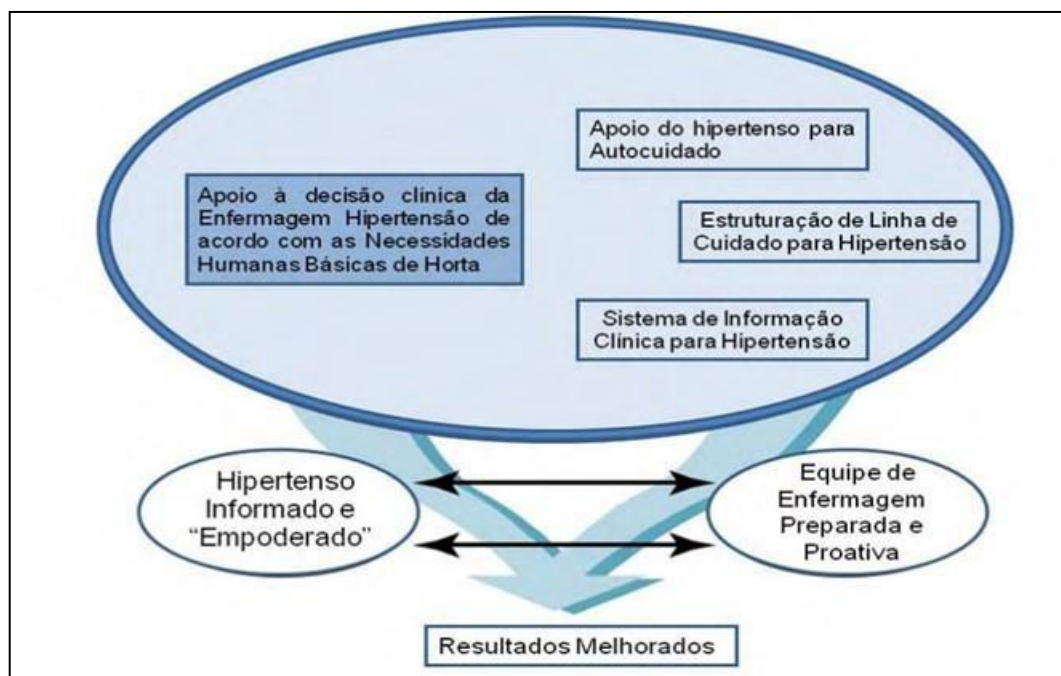 Apoio do hipertenso para
Autocuidado
Apoio à decisão clínica da
Enfermagem Hipertensão de
acordo com as Necessidades
Humanas Básicas de Horta
Estruturação de Linha de
Cuidado para Hipertensão
Sistema de Informação
Clínica para Hipertensão
Hipertenso
Informado e
“Empoderado”
Equipe de
Enfermagem
Preparada e
Proativa
Resultados Melhorados